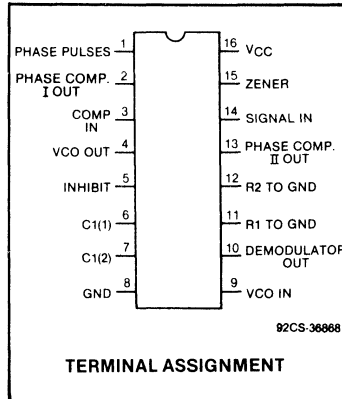 PHASE PULSES 1
PHASE COMP. 2
I OUT
COMP 3
IN
VCO OUT 4
INHIBIT 5
C1(1) 6
C1(2) 7
GND 8
16 VCC
15 ZENER
14 SIGNAL IN
13 PHASE COMP.
II OUT
12 R2 TO GND
11 R1 TO GND
10 DEMODULATOR
OUT
9 VCO IN
92CS-36868
TERMINAL ASSIGNMENT